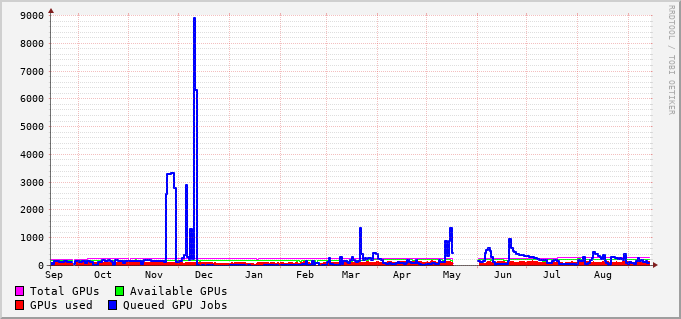 9000
8000
7000
6000
5000
4000
3000
2000
1000
0
Sep Oct Nov Dec Jan Feb Mar Apr May Jun Jul Aug
Total GPUs Available GPUs
GPUs used Queued GPU Jobs
RRDTOOL / TOBI OETIKER